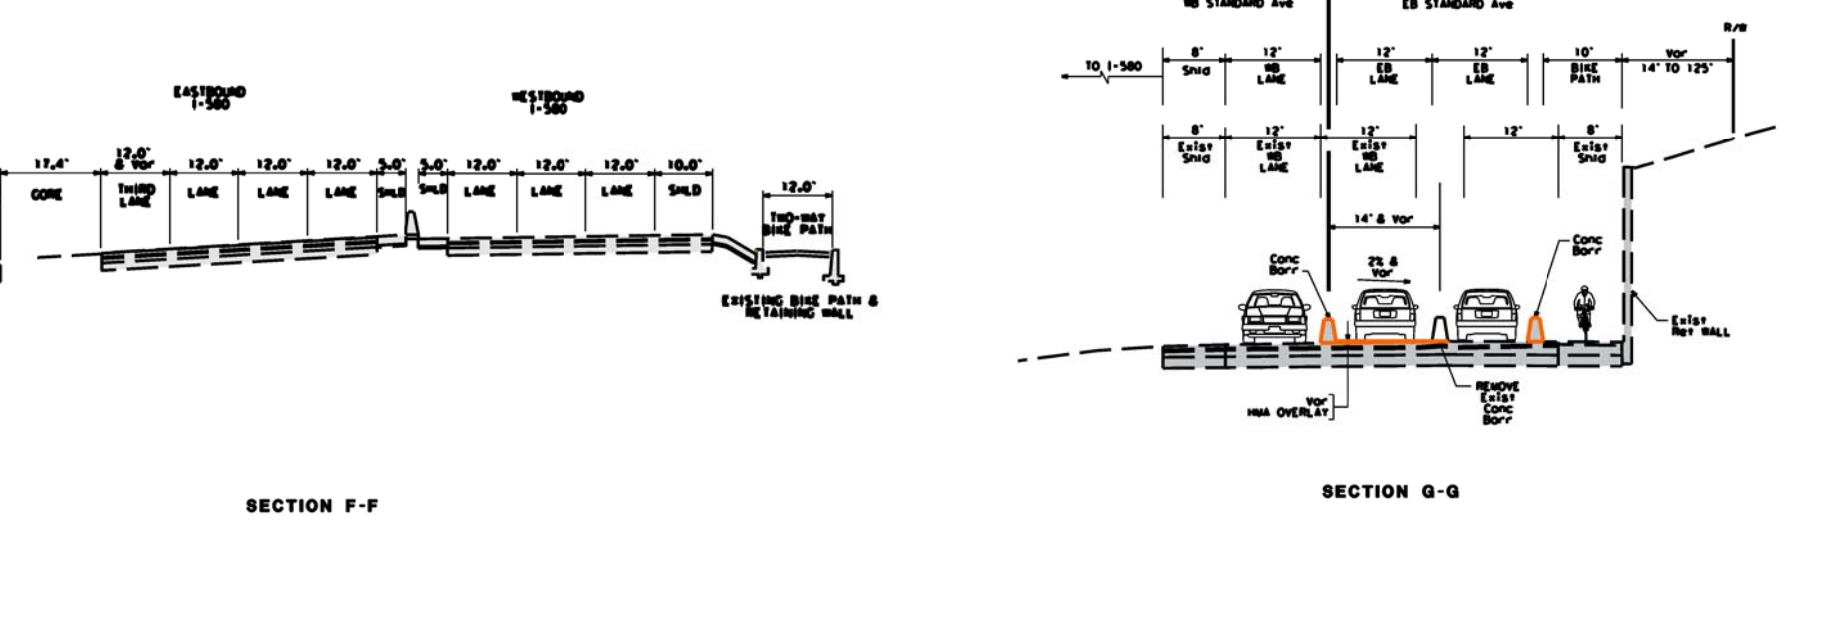 EASTBOUND
I-580
WESTBOUND
I-580
17.4'
12.0'
& Var
12.0'
12.0'
12.0'
5.0'
5.0'
12.0'
12.0'
12.0'
10.0'
GORE
THIRD
LANE
LANE
LANE
LANE
SHLD
SHLD
LANE
LANE
LANE
SHLD
12.0'
TWO-WAY
BIKE PATH
EXISTING BIKE PATH &
RETAINING WALL
SECTION F-F
WB STANDARD Ave
EB STANDARD Ave
R/W
TO I-580
8'
Shld
12'
WB
LANE
12'
EB
LANE
12'
EB
LANE
10'
BIKE
PATH
Var
14' TO 125'
8'
Exist
Shld
12'
Exist
WB
LANE
12'
Exist
WB
LANE
12'
8'
Exist
Shld
14' & Var
Conc
Barr
2% &
Var
Conc
Barr
Exist
Ret WALL
Var
HMA OVERLAY
REMOVE
Exist
Conc
Barr
SECTION G-G